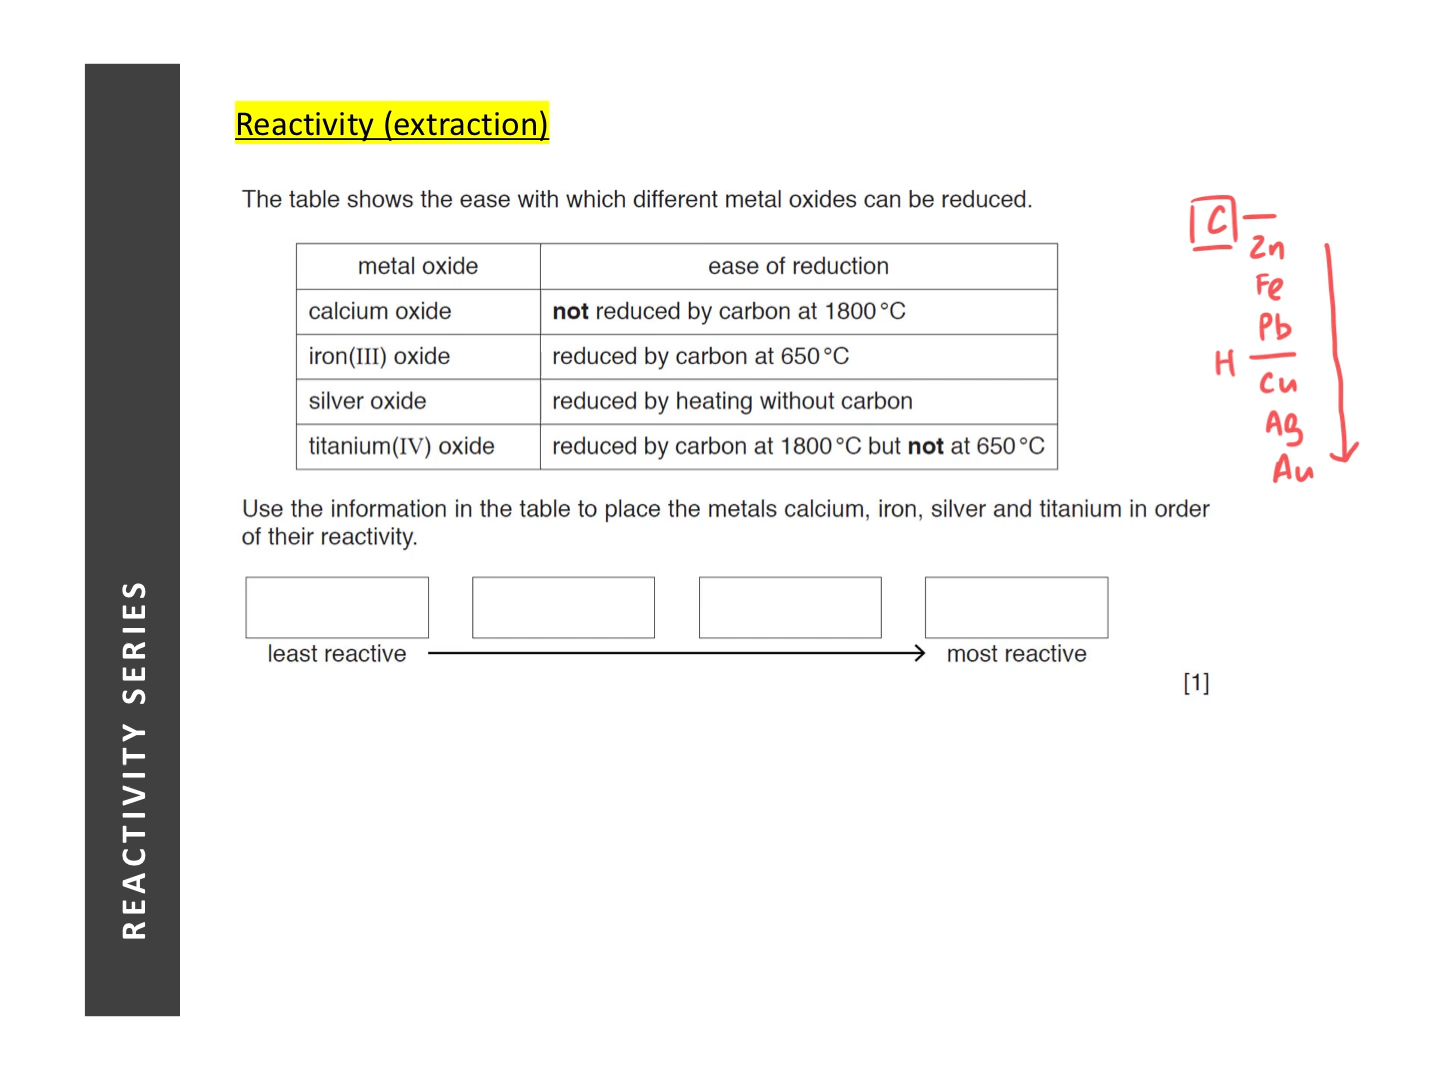 Reactivity (extraction)
The table shows the ease with which different metal oxides can be reduced.
metal oxide ease of reduction
calcium oxide not reduced by carbon at 1800 °C
iron(III) oxide reduced by carbon at 650 °C
silver oxide reduced by heating without carbon
titanium(IV) oxide reduced by carbon at 1800 °C but not at 650 °C
Use the information in the table to place the metals calcium, iron, silver and titanium in order
of their reactivity.
least reactive most reactive
[1]
C
Zn
Fe
Pb
H
Cu
Ag
Au
REACTIVITY SERIES